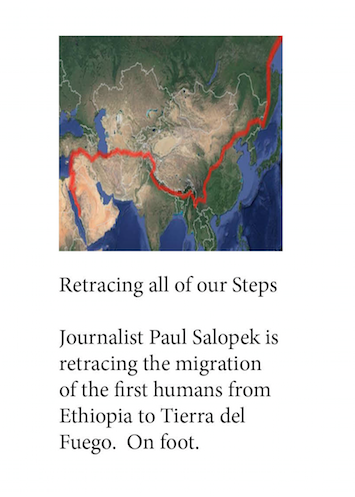 Retracing all of our Steps
Journalist Paul Salopek is
retracing the migration
of the first humans from
Ethiopia to Tierra del
Fuego.  On foot.